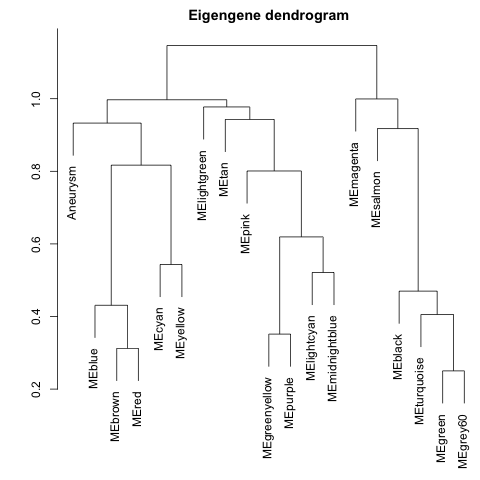 Eigengene dendrogram
1.0
0.8
0.6
0.4
0.2
Aneurysm
MEblue
MEbrown
MEred
MEcyan
MEyellow
MElightgreen
MEtan
MEpink
MEgreenyellow
MEpurple
MElightcyan
MEmidnightblue
MEmagenta
MEsalmon
MEblack
MEturquoise
MEgreen
MEgrey60